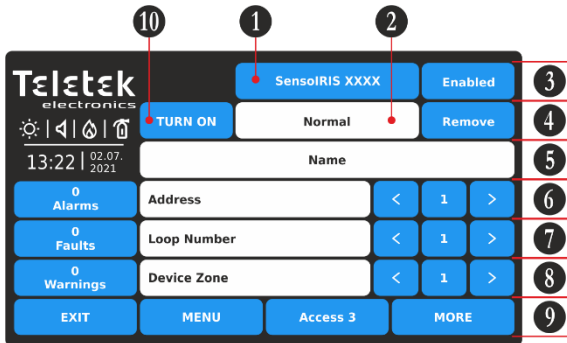 10 1 2
Teletek
electronics
SensoIRIS XXXX Enabled 3
TURN ON Normal Remove 4
13:22 02.07.
2021
Name 5
0
Alarms
Address < 1 > 6
0
Faults
Loop Number < 1 > 7
0
Warnings
Device Zone < 1 > 8
EXIT MENU Access 3 MORE 9